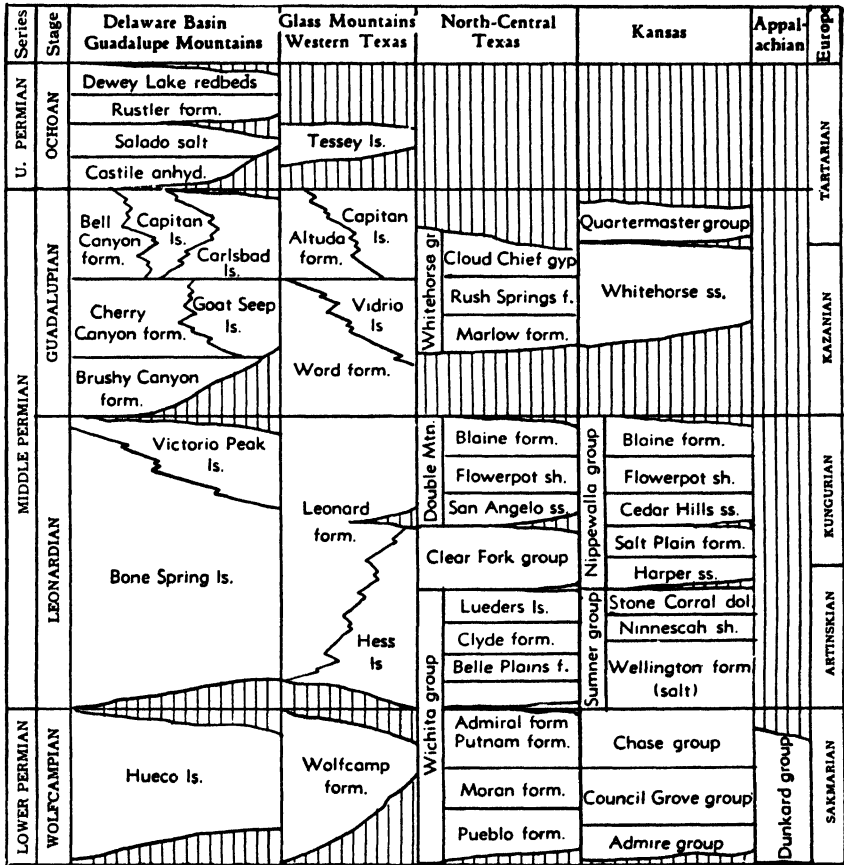 Series
Stage
Delaware Basin
Guadalupe Mountains
Glass Mountains
Western Texas
North-Central
Texas
Kansas
Appal-
achian
Europe
U. PERMIAN
MIDDLE PERMIAN
LOWER PERMIAN
OCHOAN
GUADALUPIAN
LEONARDIAN
WOLFCAMPIAN
Dewey Lake redbeds
Rustler form.
Salado salt
Castile anhyd.
Bell
Canyon
form.
Capitan
ls.
Carlsbad
ls.
Cherry
Canyon form.
Goat Seep
ls.
Brushy Canyon
form.
Victorio Peak
ls.
Bone Spring ls.
Hueco ls.
Tessey ls.
Altuda
form.
Capitan
ls.
Vidrio
ls
Word form.
Leonard
form.
Hess
ls
Wolfcamp
form.
Whitehorse gr
Cloud Chief gyp
Rush Springs f.
Marlow form.
Double Mtn.
Blaine form.
Flowerpot sh.
San Angelo ss.
Clear Fork group
Wichita group
Lueders ls.
Clyde form.
Belle Plains f.
Admiral form
Putnam form.
Moran form.
Pueblo form.
Quartermaster group
Whitehorse ss.
Nippewalla group
Blaine form.
Flowerpot sh.
Cedar Hills ss.
Salt Plain form.
Harper ss.
Sumner group
Stone Corral dol.
Ninnescah sh.
Wellington form
(salt)
Chase group
Council Grove group
Admire group
Dunkard group
TARTARIAN
KAZANIAN
KUNGURIAN
ARTINSKIAN
SAKMARIAN